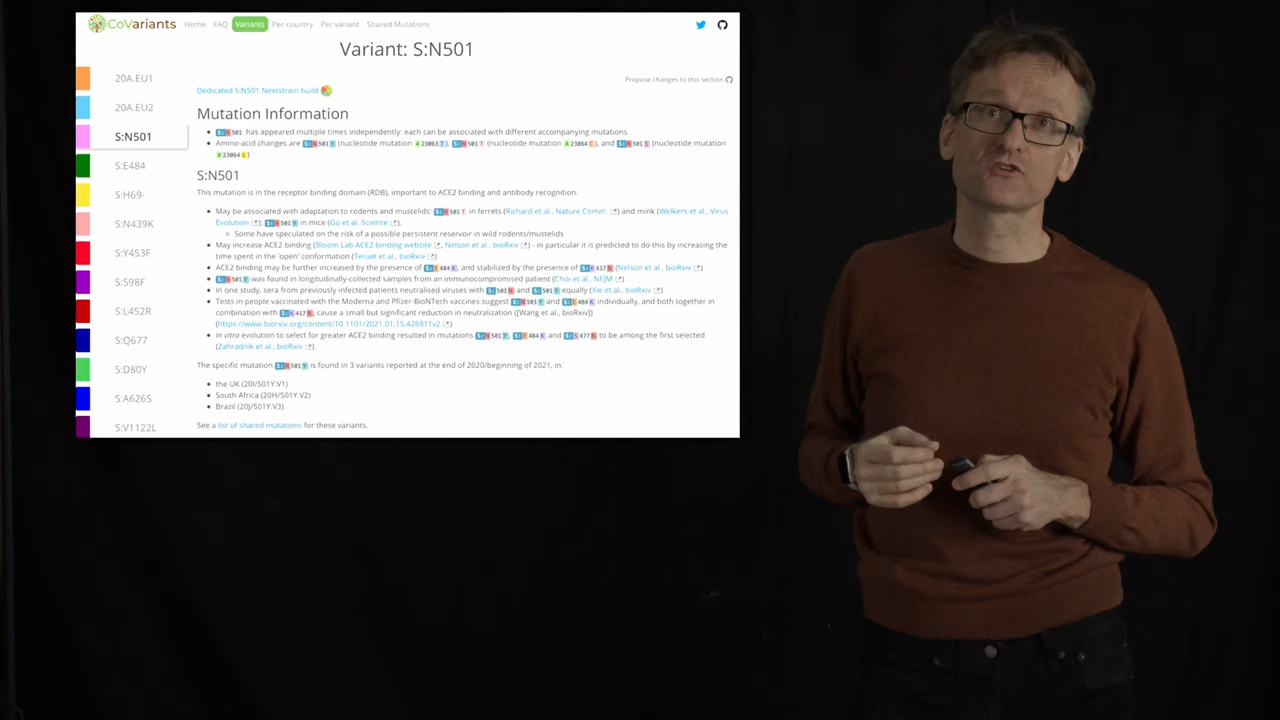 CoVariants Home FAQ Variants Per country Per variant Shared Mutations
Variant: S:N501
Propose changes to this section
20A.EU1
20A.EU2
S:N501
S:E484
S:H69-
S:N439K
S:Y453F
S:S98F
S:L452R
S:Q677
S:D80Y
S:A626S
S:V1122L
Dedicated S:N501 Nextstrain build
Mutation Information
S:N501 has appeared multiple times independently: each can be associated with different accompanying mutations
Amino-acid changes are S:N501Y (nucleotide mutation A23063T), S:N501T (nucleotide mutation A23064C), and S:N501S (nucleotide mutation
A23064G)
S:N501
This mutation is in the receptor binding domain (RDB), important to ACE2 binding and antibody recognition.
May be associated with adaptation to rodents and mustelids: S:N501T in ferrets (Richard et al., Nature Comm.) and mink (Welkers et al., Virus
Evolution); S:N501Y in mice (Gu et al. Science).
Some have speculated on the risk of a possible persistent reservoir in wild rodents/mustelids
May increase ACE2 binding (Bloom Lab ACE2 binding website, Nelson et al., bioRxiv) - in particular it is predicted to do this by increasing the
time spent in the 'open' conformation (Teruel et al., bioRxiv)
ACE2 binding may be further increased by the presence of S:E484K, and stabilized by the presence of S:K417N (Nelson et al., bioRxiv)
S:N501Y was found in longitudinally-collected samples from an immunocompromised patient (Choi et al., NEJM)
In one study, sera from previously infected patients neutralised viruses with S:501N and S:501Y equally (Xie et al., bioRxiv)
Tests in people vaccinated with the Moderna and Pfizer-BioNTech vaccines suggest S:N501Y and S:E484K individually, and both together in
combination with S:K417N, cause a small but significant reduction in neutralization ([Wang et al., bioRxiv])
(https://www.biorxiv.org/content/10.1101/2021.01.15.426911v2)
In vitro evolution to select for greater ACE2 binding resulted in mutations S:N501Y, S:E484K and S:S477N to be among the first selected
(Zahradník et al., bioRxiv).
The specific mutation S:N501Y is found in 3 variants reported at the end of 2020/beginning of 2021, in:
the UK (20I/501Y.V1)
South Africa (20H/501Y.V2)
Brazil (20J/501Y.V3)
See a list of shared mutations for these variants.